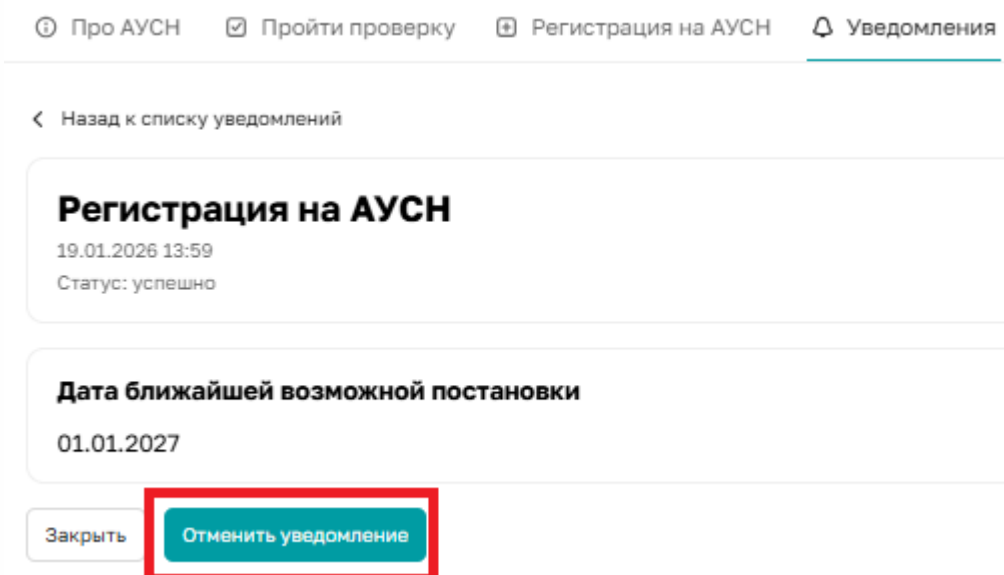 Про АУСН Пройти проверку Регистрация на АУСН Уведомления
Назад к списку уведомлений
Регистрация на АУСН
19.01.2026 13:59
Статус: успешно
Дата ближайшей возможной постановки
01.01.2027
Закрыть Отменить уведомление